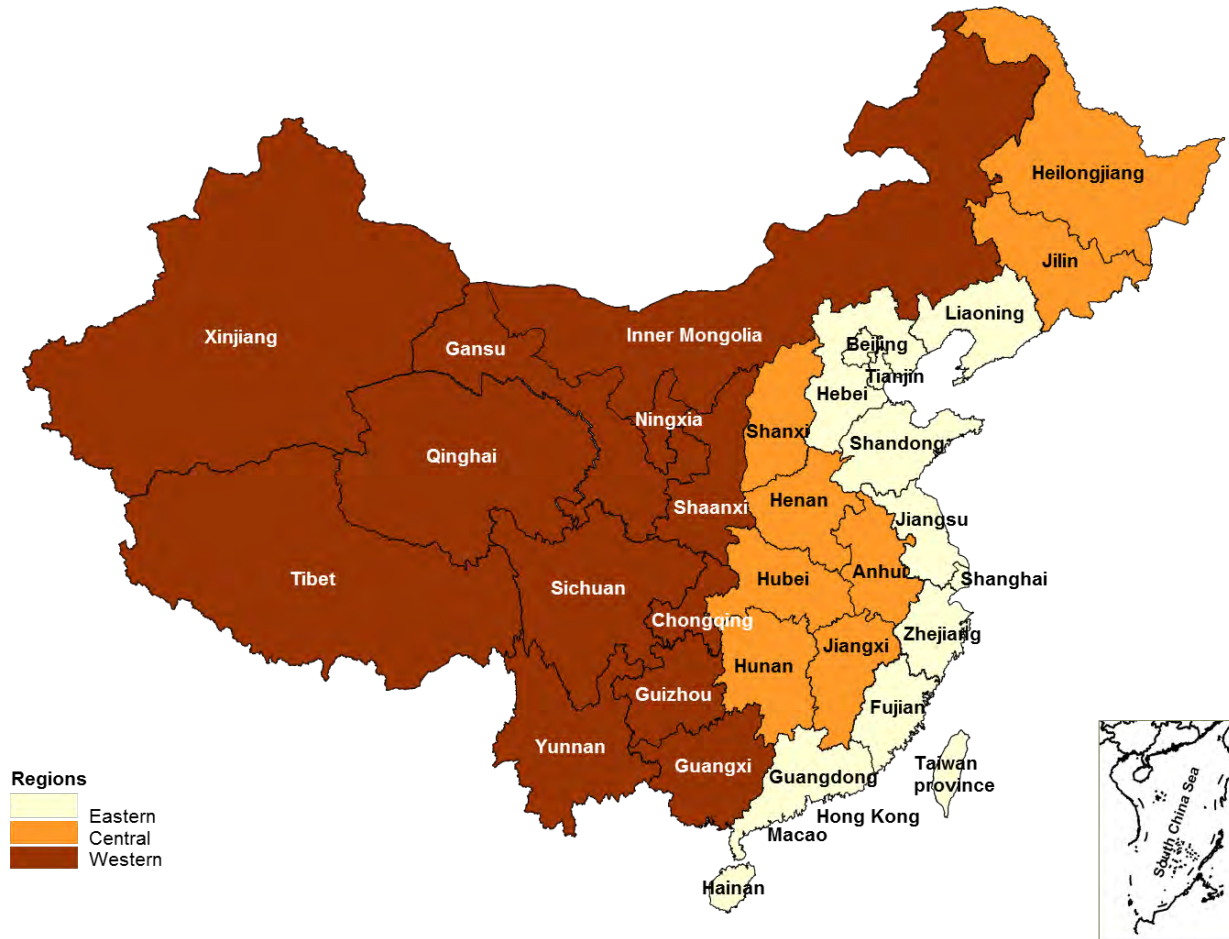 Heilongjiang
Jilin
Liaoning
Inner Mongolia
Xinjiang
Gansu
Beijing
Tianjin
Hebei
Ningxia
Shanxi
Shandong
Qinghai
Henan
Shaanxi
Jiangsu
Tibet
Sichuan
Hubei
Anhui
Shanghai
Chongqing
Zhejiang
Hunan
Jiangxi
Guizhou
Fujian
Yunnan
Guangxi
Guangdong
Taiwan
province
Hong Kong
Macao
Hainan
Regions
Eastern
Central
Western
South China Sea